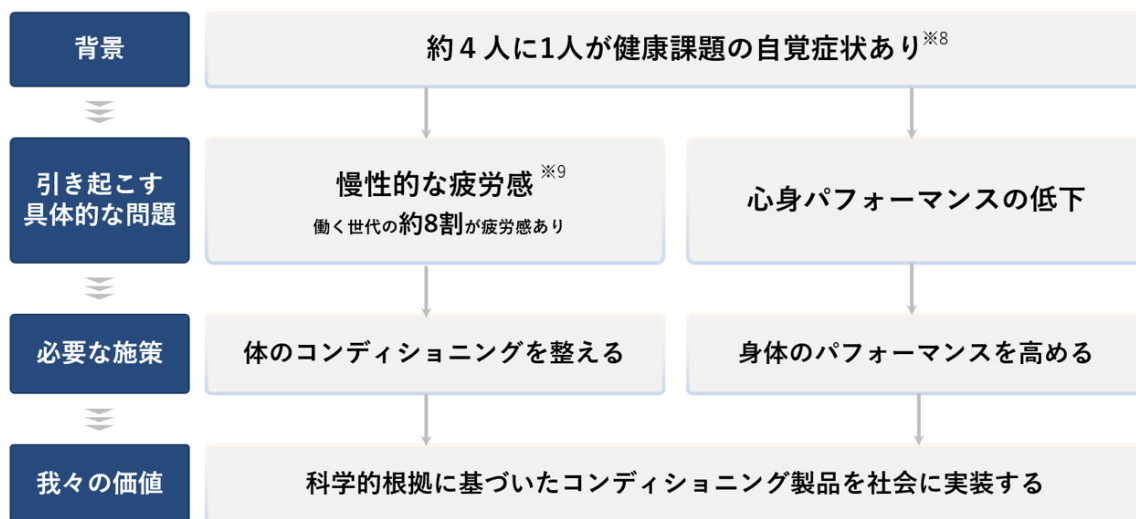 背景
約4人に1人が健康課題の自覚症状あり※8
引き起こす
具体的な問題
慢性的な疲労感 ※9
働く世代の約8割が疲労感あり
心身パフォーマンスの低下
必要な施策
体のコンディショニングを整える
身体のパフォーマンスを高める
我々の価値
科学的根拠に基づいたコンディショニング製品を社会に実装する